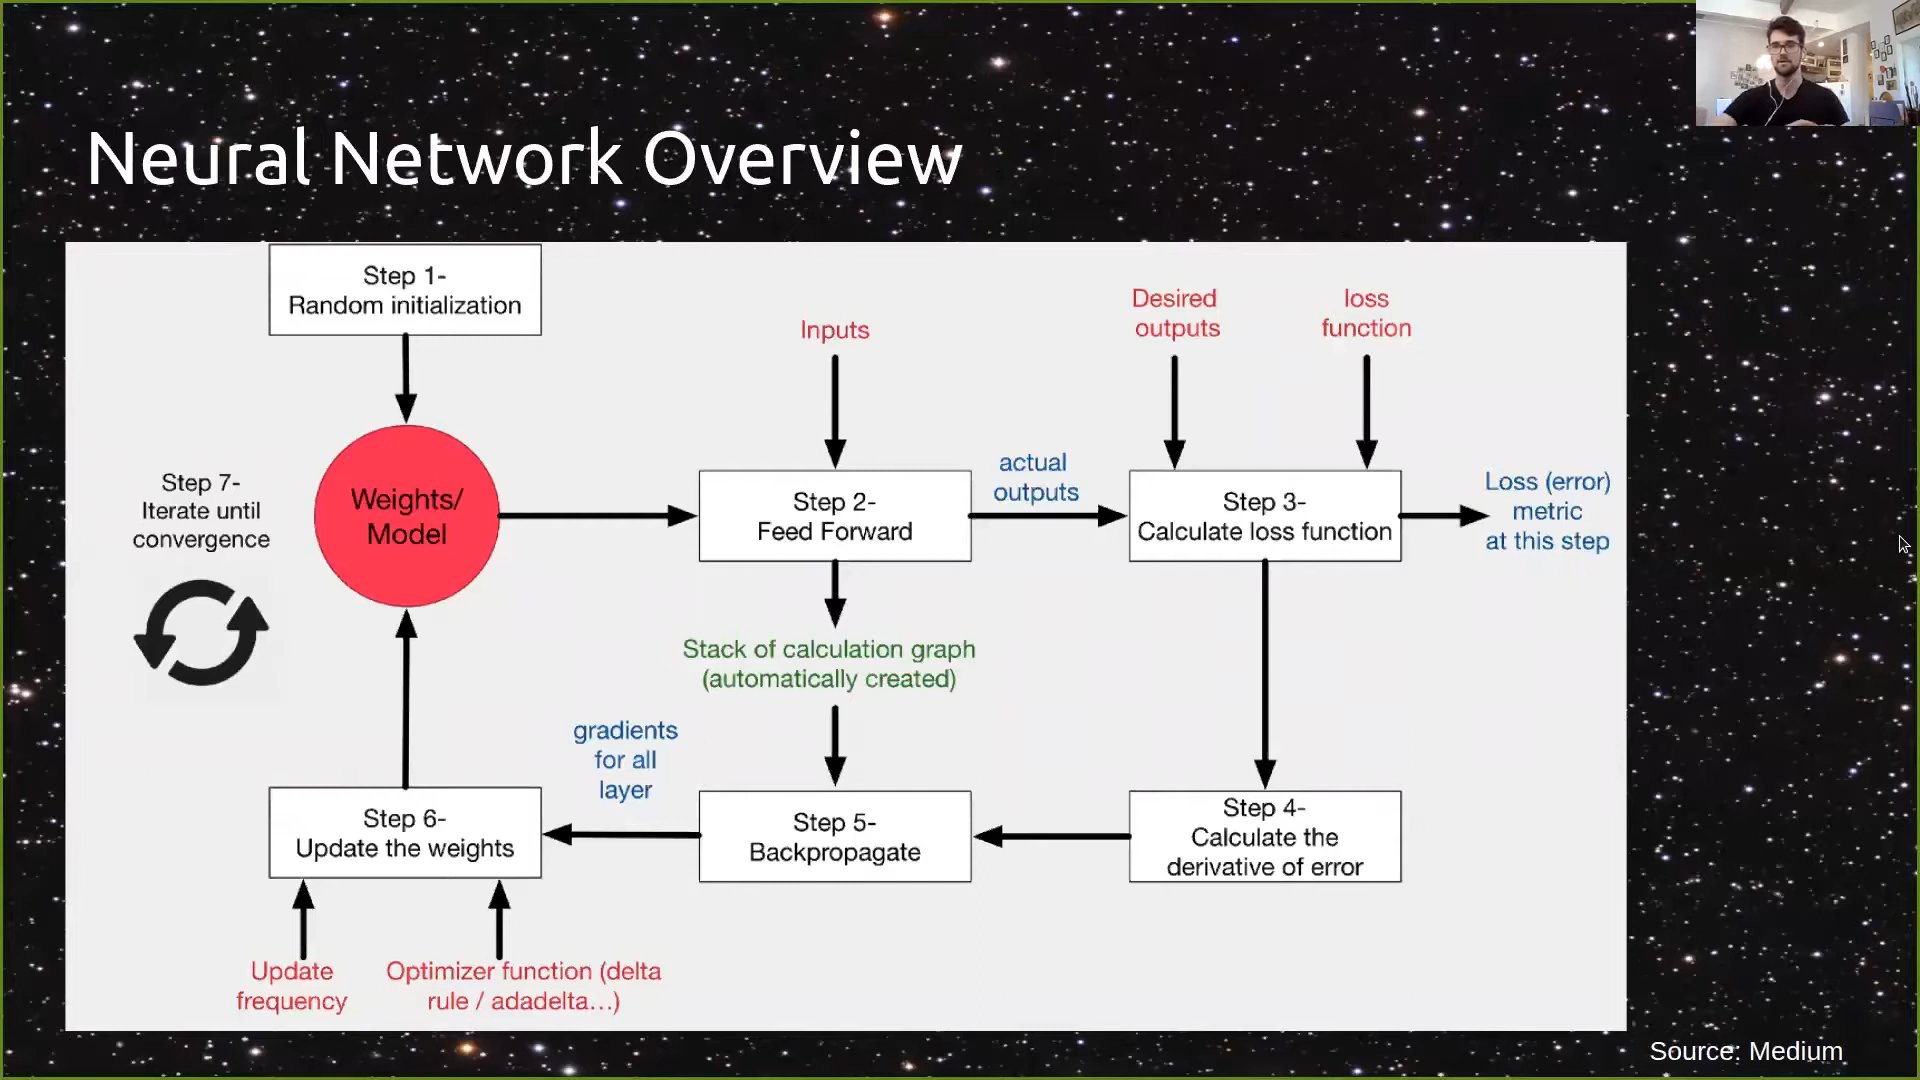 Neural Network Overview
Step 1-
Random initialization
Inputs
Desired
outputs
loss
function
Step 7-
Iterate until
convergence
Weights/
Model
Step 2-
Feed Forward
actual
outputs
Step 3-
Calculate loss function
Loss (error)
metric
at this step
Stack of calculation graph
(automatically created)
gradients
for all
layer
Step 6-
Update the weights
Step 5-
Backpropagate
Step 4-
Calculate the
derivative of error
Update
frequency
Optimizer function (delta
rule / adadelta...)
Source: Medium